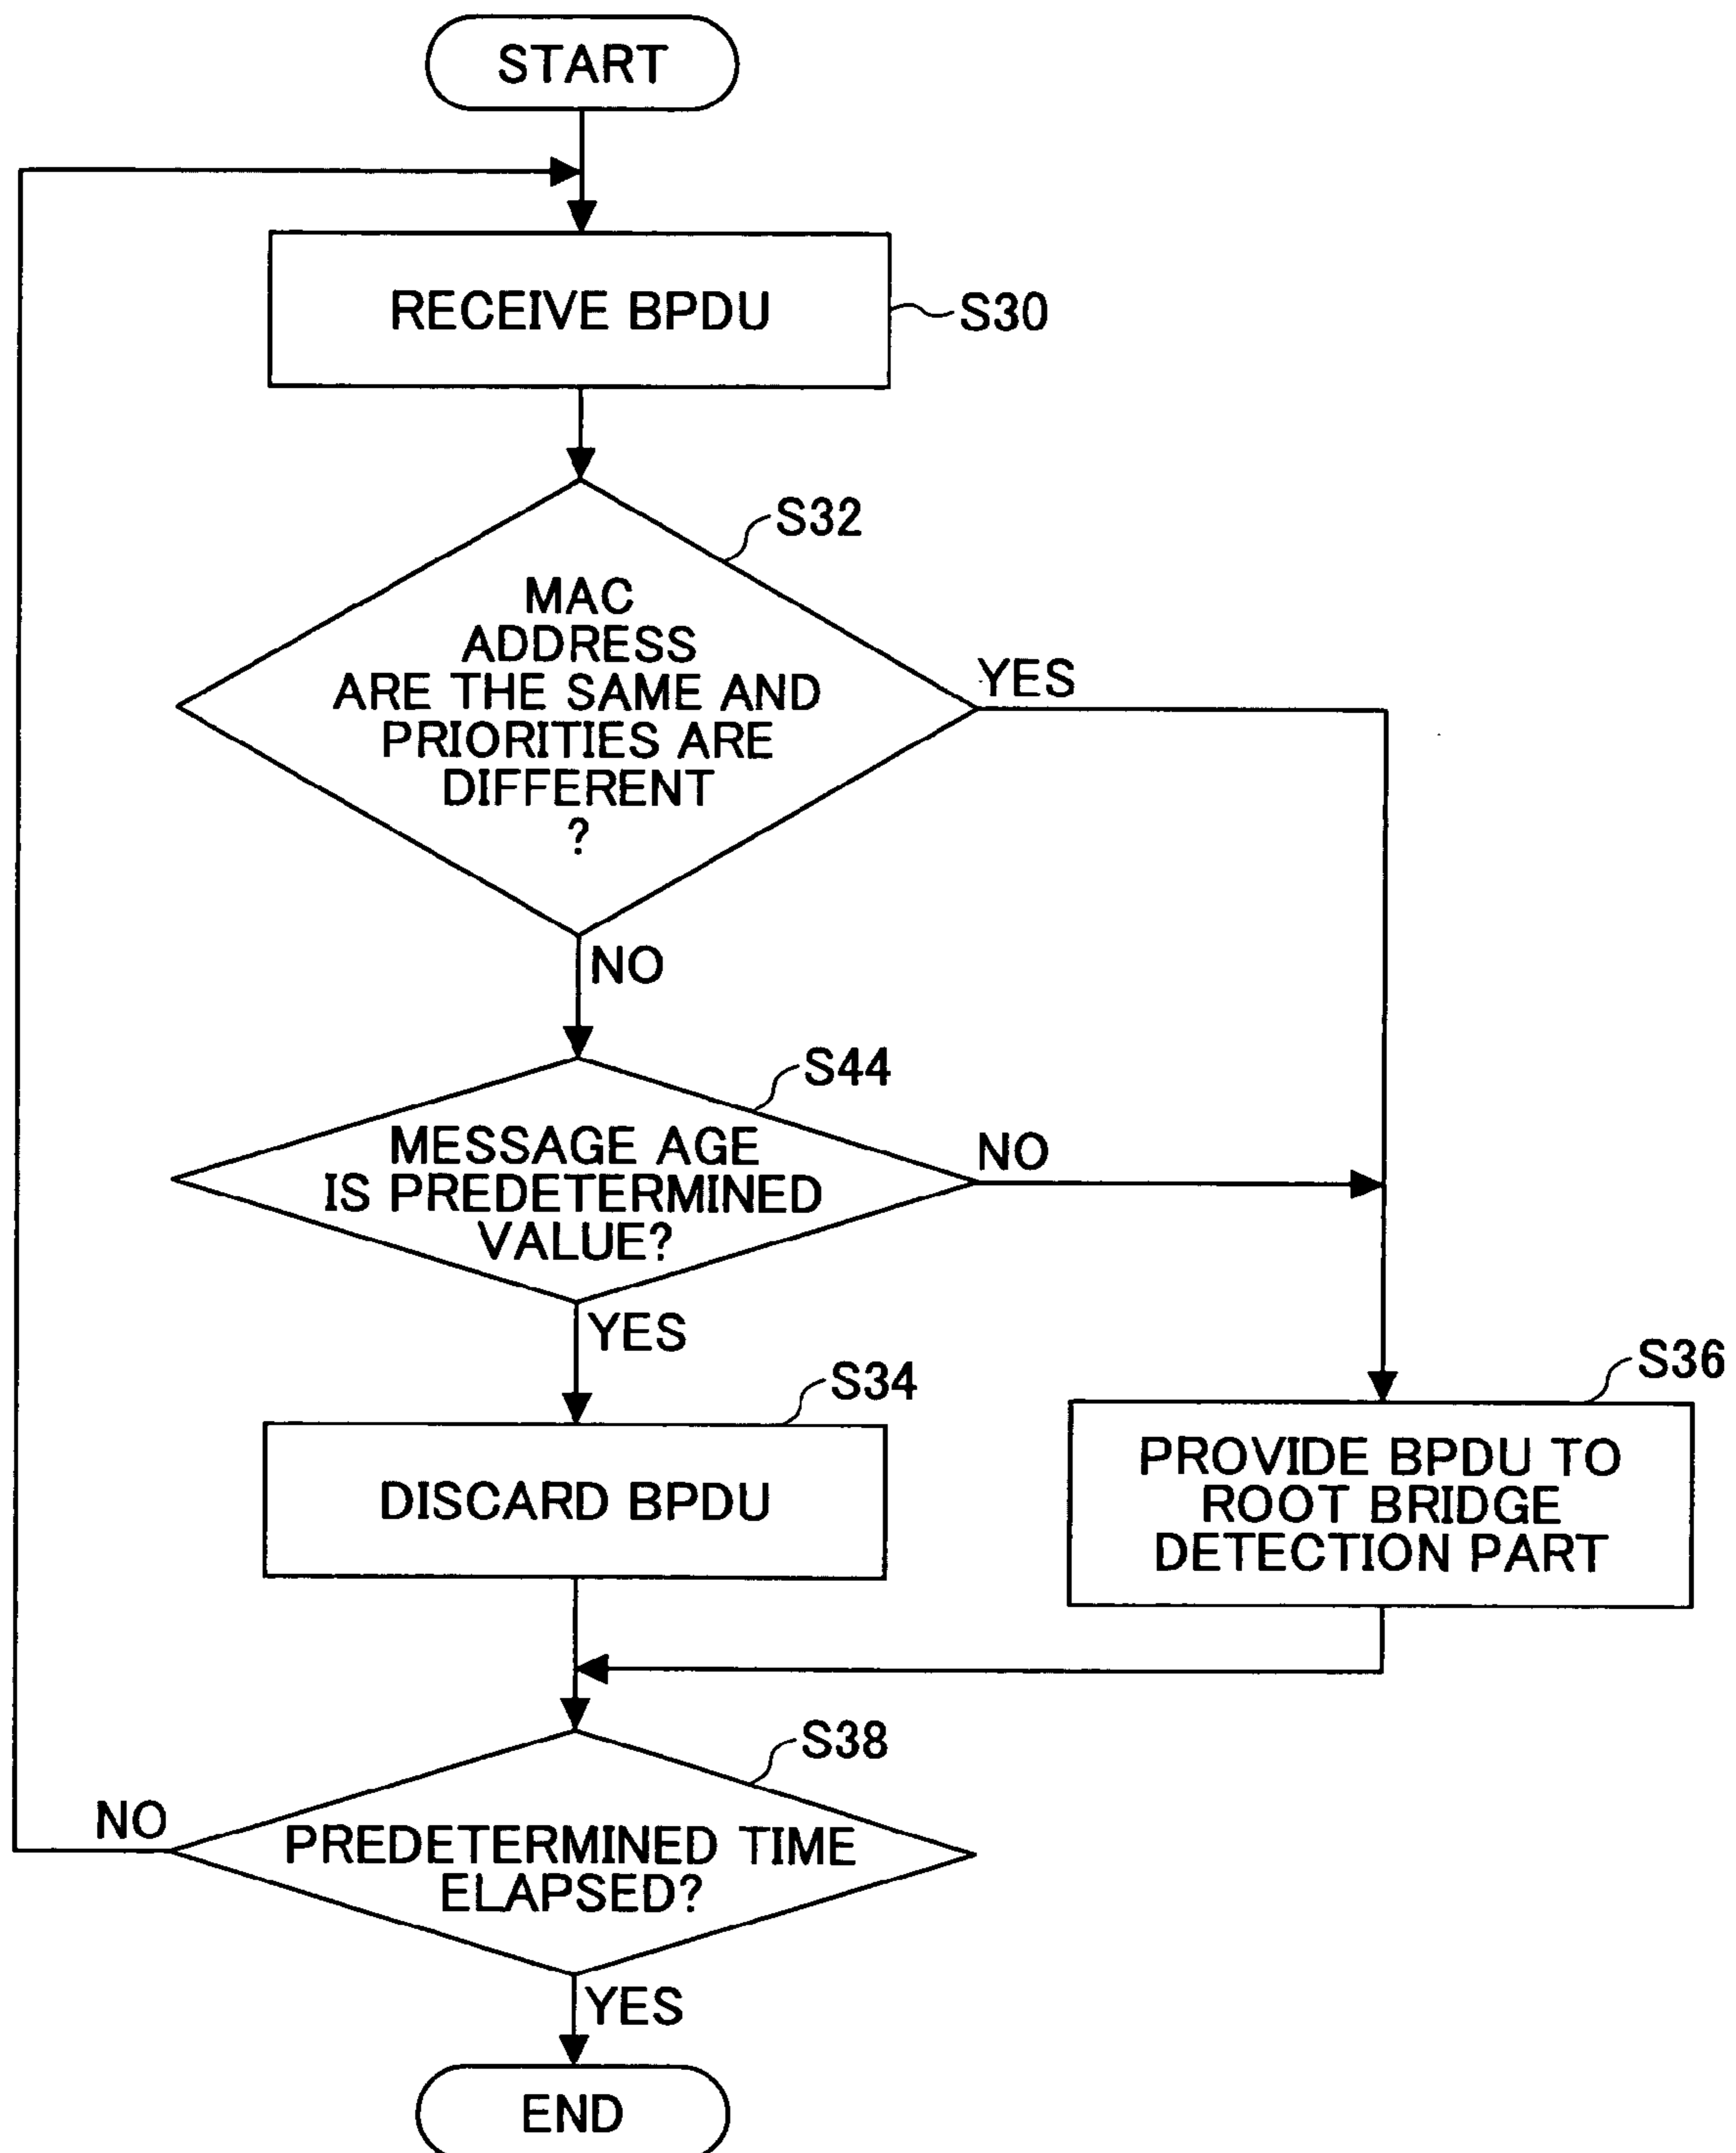 START
RECEIVE BPDU
S30
S32
MAC
ADDRESS
ARE THE SAME AND
PRIORITIES ARE
DIFFERENT
?
YES
NO
S44
MESSAGE AGE
IS PREDETERMINED
VALUE?
NO
YES
S34
DISCARD BPDU
S36
PROVIDE BPDU TO
ROOT BRIDGE
DETECTION PART
S38
PREDETERMINED TIME
ELAPSED?
NO
YES
END